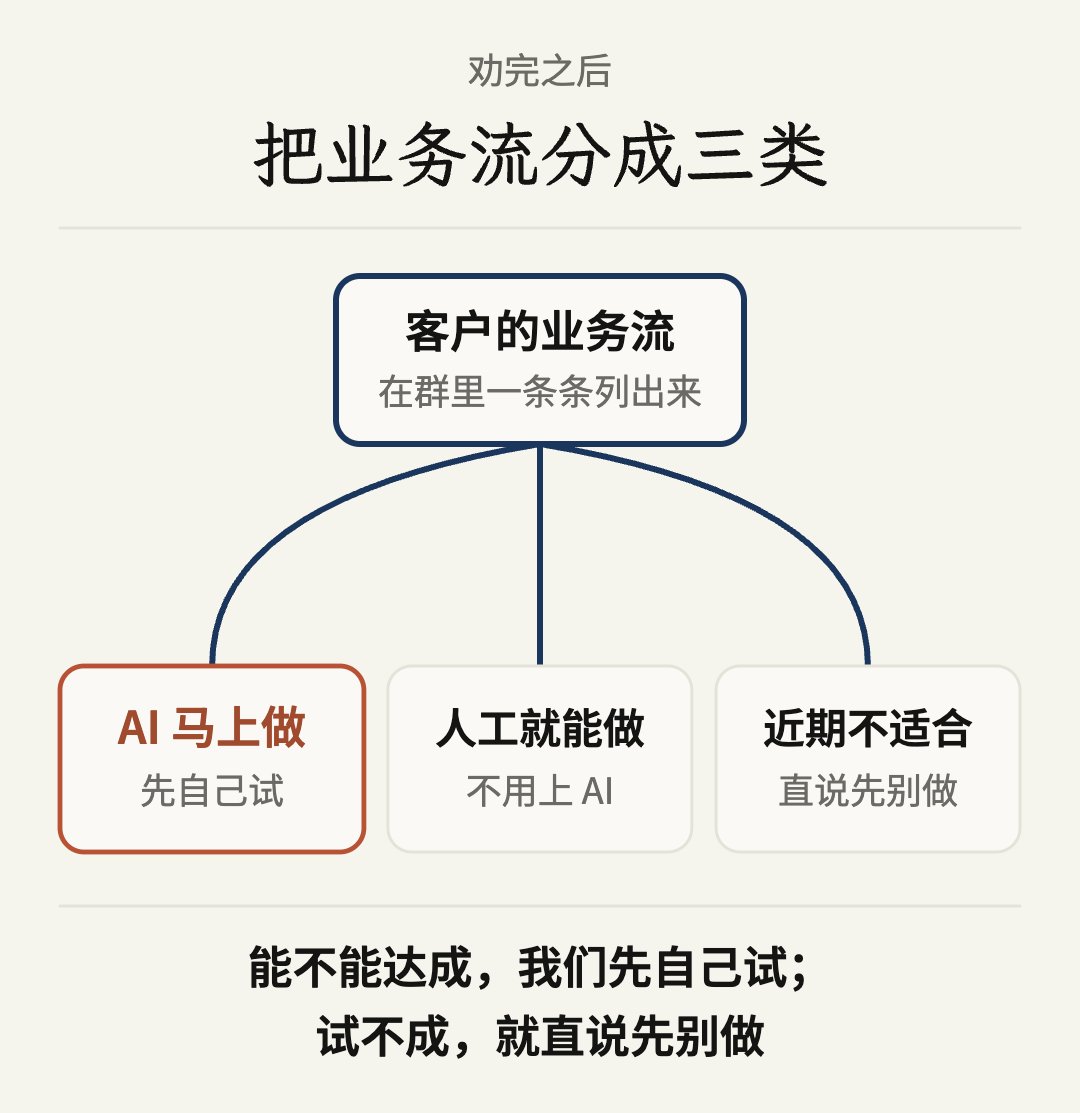 劝完之后
把业务流分成三类
客户的业务流
在群里一条条列出来
AI 马上做
先自己试
人工就能做
不用上 AI
近期不适合
直说先别做
能不能达成，我们先自己试；
试不成，就直说先别做